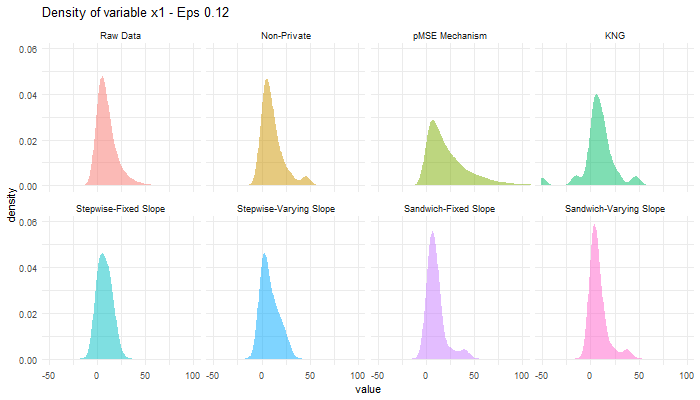 Density of variable x1 - Eps 0.12
Raw Data
Non-Private
pMSE Mechanism
KNG
0.06
0.04
0.02
0.00
density
Stepwise-Fixed Slope
Stepwise-Varying Slope
Sandwich-Fixed Slope
Sandwich-Varying Slope
0.06
0.04
0.02
0.00
-50 0 50 100 -50 0 50 100 -50 0 50 100 -50 0 50 100
value